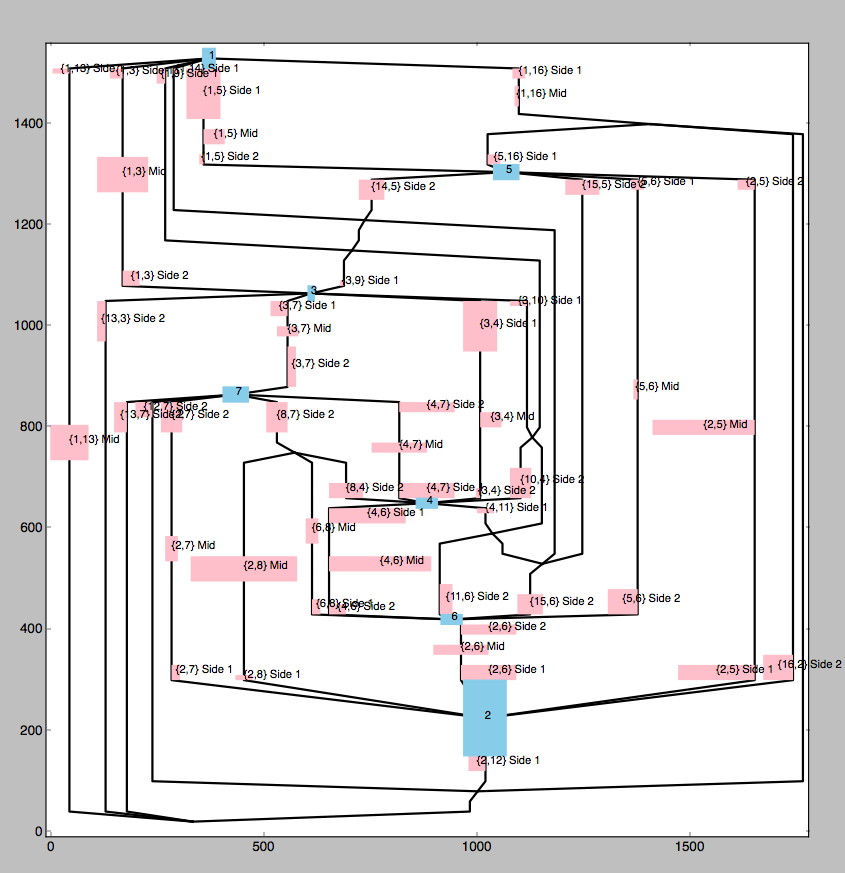 1
{1,13} Side
{1,3} Side
{1,16} Side 1
{1,5} Side 1
{1,16} Mid
1400
{1,5} Mid
{1,5} Side 2
{5,16} Side 1
5
{1,3} Mid
{14,5} Side 2
{15,5} Side 2
{5,6} Side 1
{2,5} Side 2
1200
{1,3} Side 2
{3,9} Side 1
3
{3,10} Side 1
{3,7} Side 1
1000
{13,3} Side 2
{3,7} Mid
{3,4} Side 1
{3,7} Side 2
7
{5,6} Mid
{12,7} Side 2
{4,7} Side 2
{13,7} Side 2
{2,7} Side 2
{8,7} Side 2
{3,4} Mid
800
{2,5} Mid
{1,13} Mid
{4,7} Mid
{10,4} Side 2
{8,4} Side 2
{4,7} Side
{3,4} Side 2
4
{4,11} Side 1
{4,6} Side 1
600
{6,8} Mid
{2,7} Mid
{4,6} Mid
{2,8} Mid
{11,6} Side 2
{15,6} Side 2
{5,6} Side 2
{6,8} Side 1
{4,6} Side 2
6
400
{2,6} Side 2
{2,6} Mid
{2,7} Side 1
{2,8} Side 1
{2,6} Side 1
{2,5} Side 1
{16,2} Side 2
2
200
{2,12} Side 1
0
0
500
1000
1500